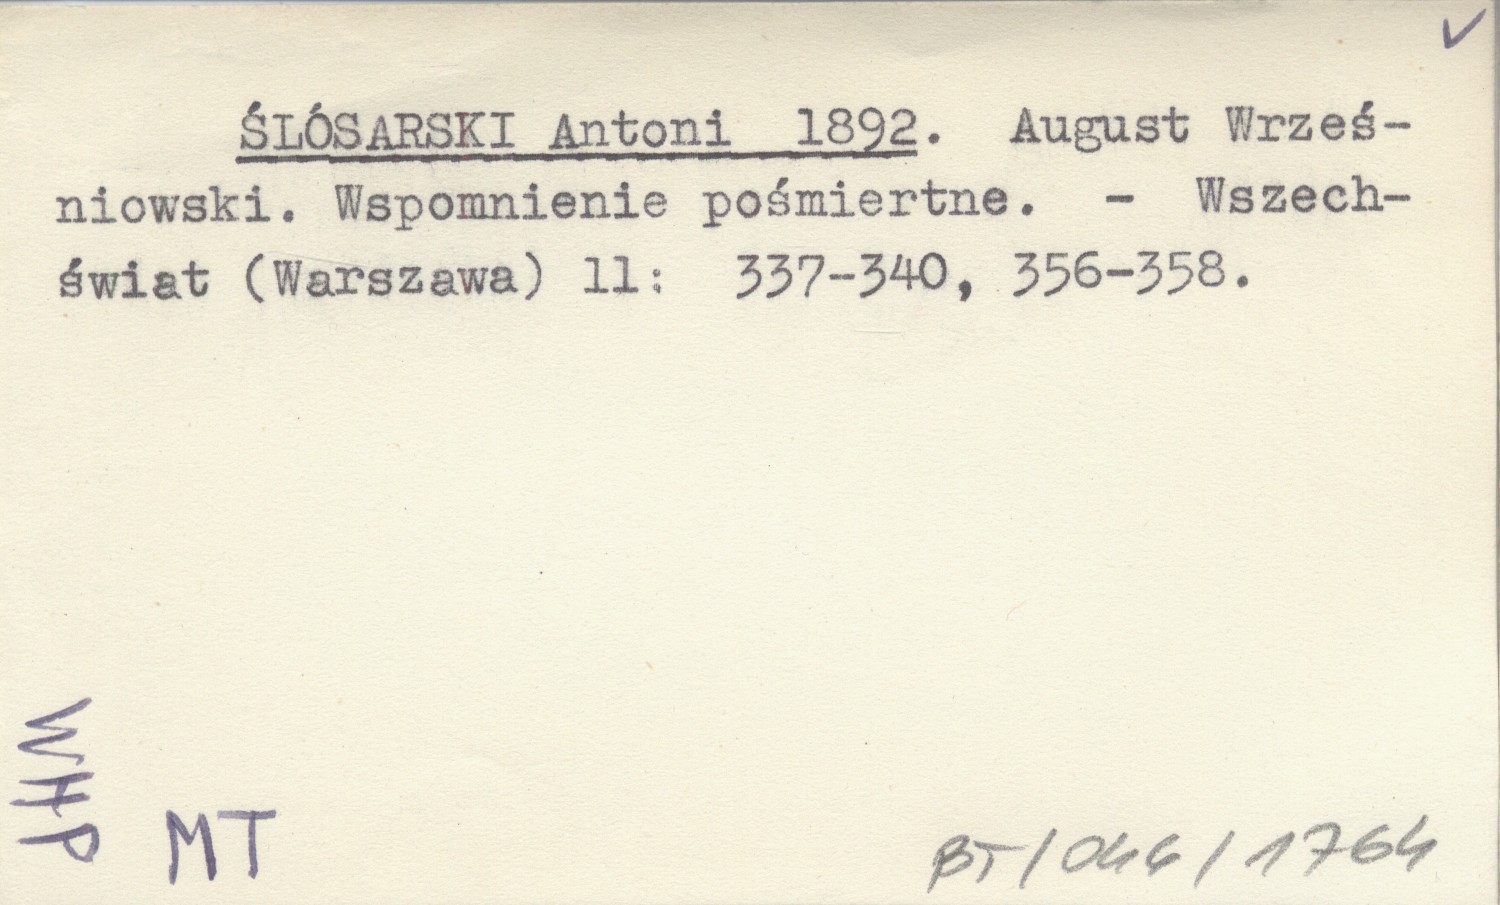 ŚLÓSARSKI Antoni 1892. August Wrześ-
niowski. Wspomnienie pośmiertne. - Wszech-
świat (Warszawa) 11: 337-340, 356-358.
WHP
MT
BT/046/1764